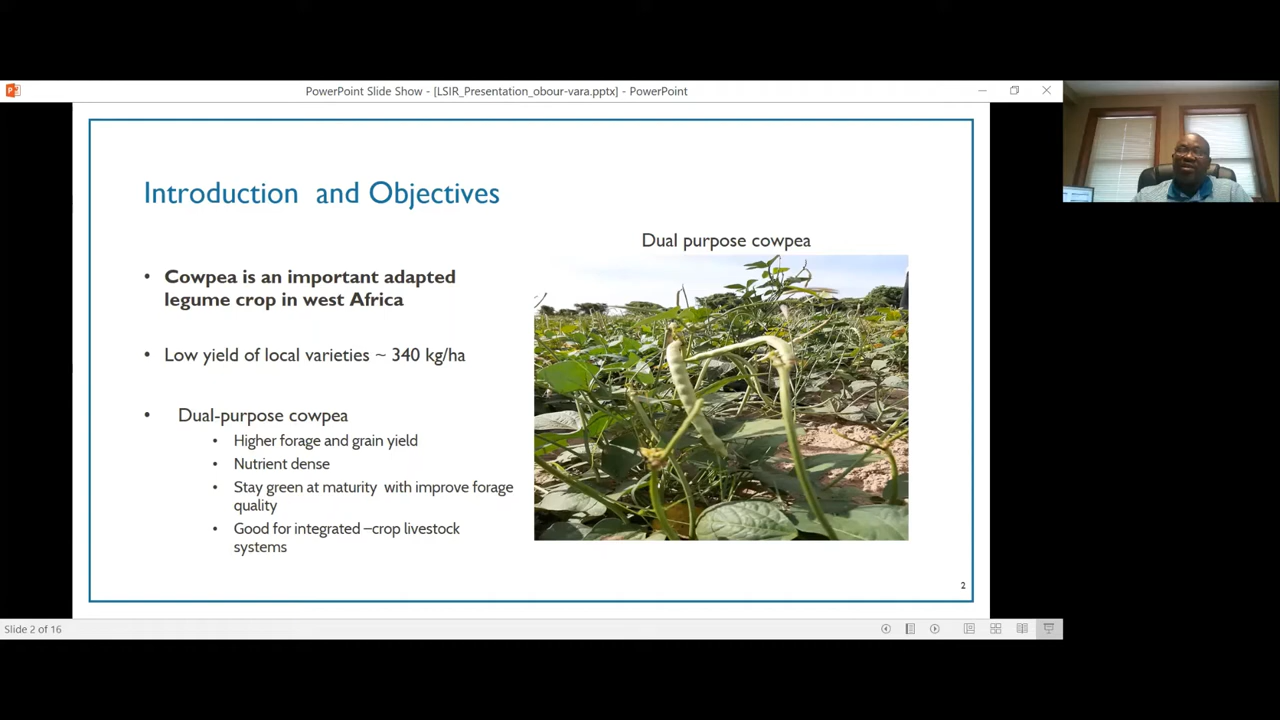 PowerPoint Slide Show - [LSIR_Presentation_obour-vara.pptx] - PowerPoint
Introduction and Objectives
• Cowpea is an important adapted
legume crop in west Africa
• Low yield of local varieties ~ 340 kg/ha
• Dual-purpose cowpea
• Higher forage and grain yield
• Nutrient dense
• Stay green at maturity with improve forage
quality
• Good for integrated –crop livestock
systems
Dual purpose cowpea
2
Slide 2 of 16